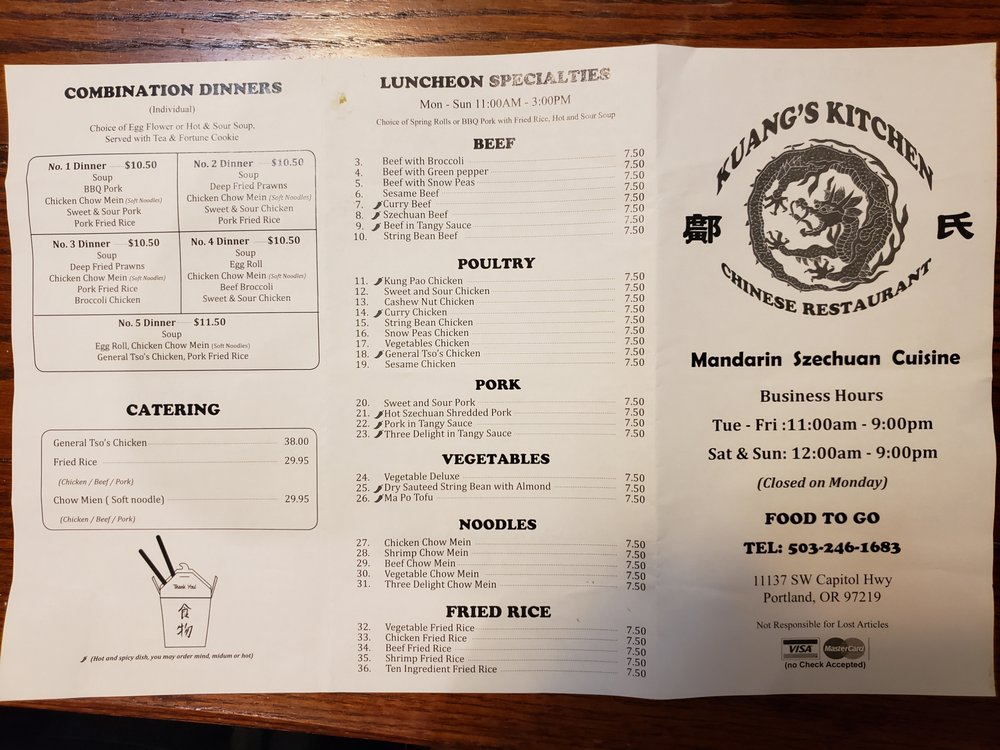 COMBINATION DINNERS
(Individual)
Choice of Egg Flower or Hot & Sour Soup,
Served with Tea & Fortune Cookie
No. 1 Dinner $10.50
Soup
BBQ Pork
Chicken Chow Mein (Soft Noodles)
Sweet & Sour Pork
Pork Fried Rice
No. 2 Dinner $10.50
Soup
Deep Fried Prawns
Chicken Chow Mein (Soft Noodles)
Sweet & Sour Chicken
Pork Fried Rice
No. 3 Dinner $10.50
Soup
Deep Fried Prawns
Chicken Chow Mein (Soft Noodles)
Pork Fried Rice
Broccoli Chicken
No. 4 Dinner $10.50
Soup
Egg Roll
Chicken Chow Mein (Soft Noodles)
Beef Broccoli
Sweet & Sour Chicken
No. 5 Dinner $11.50
Soup
Egg Roll, Chicken Chow Mein (Soft Noodles)
General Tso's Chicken, Pork Fried Rice
CATERING
General Tso's Chicken 38.00
Fried Rice 29.95
(Chicken / Beef / Pork)
Chow Mien ( Soft noodle) 29.95
(Chicken / Beef / Pork)
Thank You!
食
物
(Hot and spicy dish, you may order mind, midum or hot)
LUNCHEON SPECIALTIES
Mon - Sun 11:00AM - 3:00PM
Choice of Spring Rolls or BBQ Pork with Fried Rice, Hot and Sour Soup
BEEF
3. Beef with Broccoli 7.50
4. Beef with Green pepper 7.50
5. Beef with Snow Peas 7.50
6. Sesame Beef 7.50
7. Curry Beef 7.50
8. Szechuan Beef 7.50
9. Beef in Tangy Sauce 7.50
10. String Bean Beef 7.50
POULTRY
11. Kung Pao Chicken 7.50
12. Sweet and Sour Chicken 7.50
13. Cashew Nut Chicken 7.50
14. Curry Chicken 7.50
15. String Bean Chicken 7.50
16. Snow Peas Chicken 7.50
17. Vegetables Chicken 7.50
18. General Tso's Chicken 7.50
19. Sesame Chicken 7.50
PORK
20. Sweet and Sour Pork 7.50
21. Hot Szechuan Shredded Pork 7.50
22. Pork in Tangy Sauce 7.50
23. Three Delight in Tangy Sauce 7.50
VEGETABLES
24. Vegetable Deluxe 7.50
25. Dry Sauteed String Bean with Almond 7.50
26. Ma Po Tofu 7.50
NOODLES
27. Chicken Chow Mein 7.50
28. Shrimp Chow Mein 7.50
29. Beef Chow Mein 7.50
30. Vegetable Chow Mein 7.50
31. Three Delight Chow Mein 7.50
FRIED RICE
32. Vegetable Fried Rice 7.50
33. Chicken Fried Rice 7.50
34. Beef Fried Rice 7.50
35. Shrimp Fried Rice 7.50
36. Ten Ingredient Fried Rice 7.50
KUANG'S KITCHEN
鄺 氏
CHINESE RESTAURANT
Mandarin Szechuan Cuisine
Business Hours
Tue - Fri :11:00am - 9:00pm
Sat & Sun: 12:00am - 9:00pm
(Closed on Monday)
FOOD TO GO
TEL: 503-246-1683
11137 SW Capitol Hwy
Portland, OR 97219
Not Responsible for Lost Articles
VISA MasterCard
(no Check Accepted)